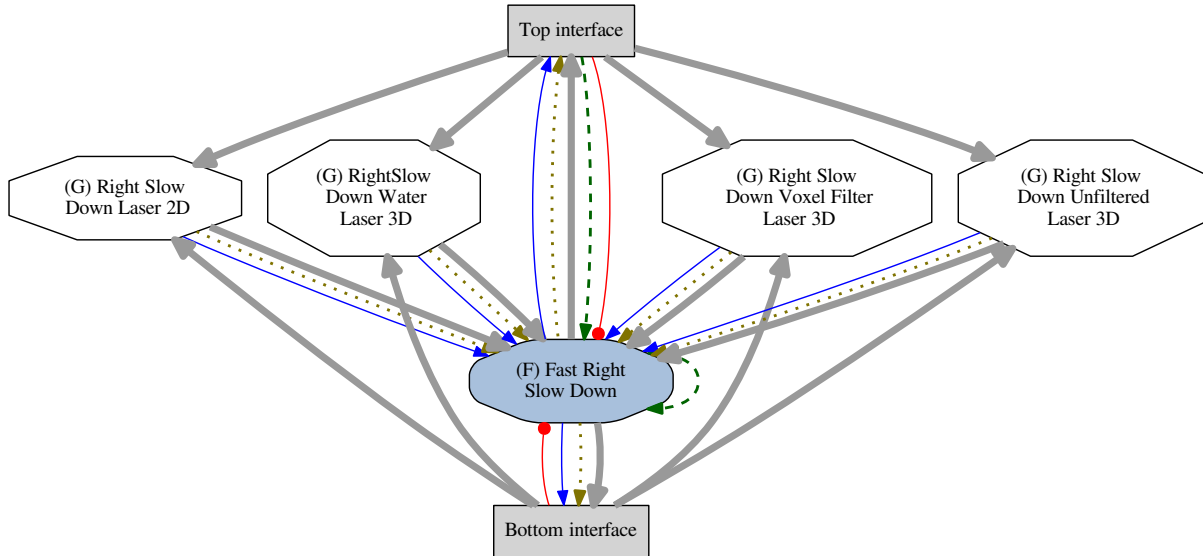 Top interface
(G) Right Slow
Down Laser 2D
(G) RightSlow
Down Water
Laser 3D
(G) Right Slow
Down Voxel Filter
Laser 3D
(G) Right Slow
Down Unfiltered
Laser 3D
(F) Fast Right
Slow Down
Bottom interface